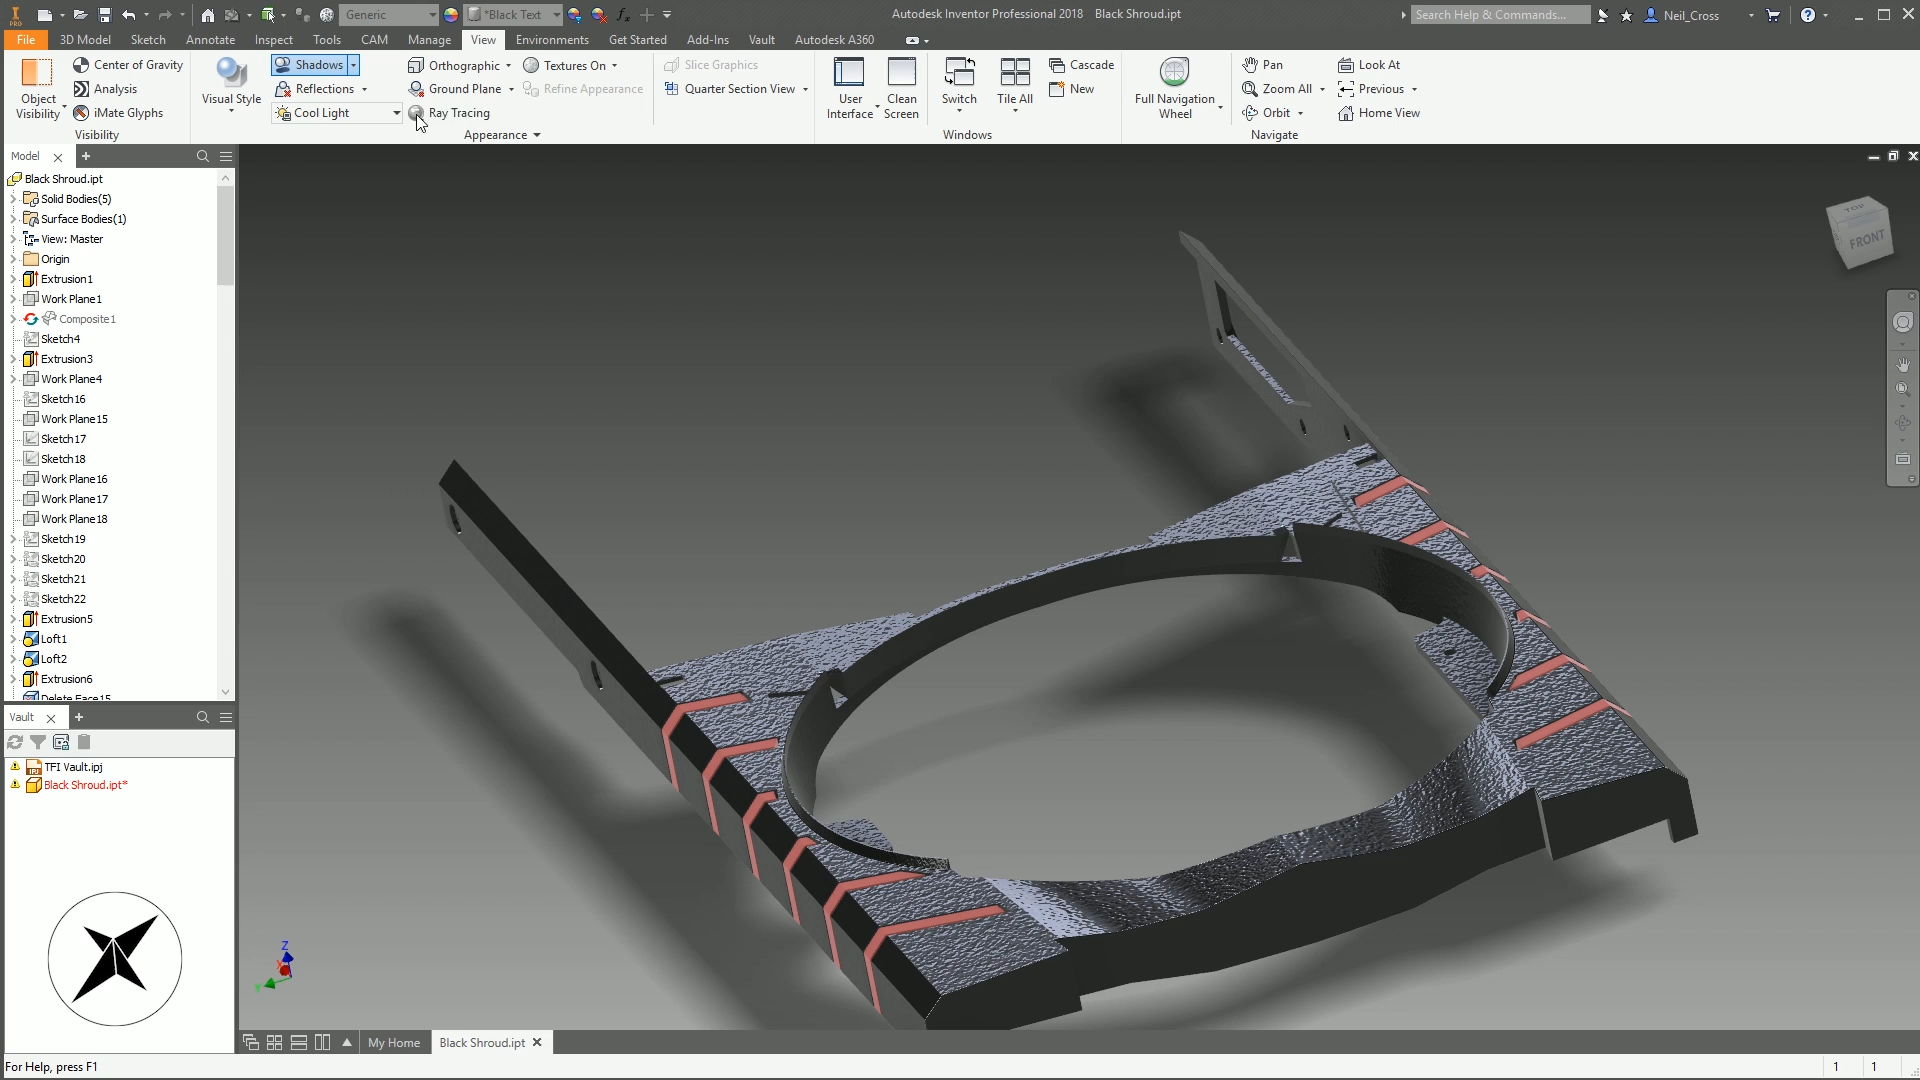 Generic
*Black Text
Autodesk Inventor Professional 2018 Black Shroud.ipt
Search Help & Commands...
Neil_Cross
File 3D Model Sketch Annotate Inspect Tools CAM Manage View Environments Get Started Add-Ins Vault Autodesk A360
Object Visibility
Center of Gravity
Analysis
iMate Glyphs
Visibility
Visual Style
Shadows
Reflections
Cool Light
Orthographic
Ground Plane
Ray Tracing
Textures On
Refine Appearance
Appearance
Slice Graphics
Quarter Section View
User Interface
Clean Screen
Switch
Tile All
Cascade
New
Windows
Full Navigation Wheel
Pan
Zoom All
Orbit
Look At
Previous
Home View
Navigate
Model
Black Shroud.ipt
Solid Bodies(5)
Surface Bodies(1)
View: Master
Origin
Extrusion1
Work Plane1
Composite1
Sketch4
Extrusion3
Work Plane4
Sketch16
Work Plane15
Sketch17
Sketch18
Work Plane16
Work Plane17
Work Plane18
Sketch19
Sketch20
Sketch21
Sketch22
Extrusion5
Loft1
Loft2
Extrusion6
Delete Face15
Vault
TFI Vault.ipj
Black Shroud.ipt*
TOP
FRONT
Z
X
Y
My Home
Black Shroud.ipt
For Help, press F1
1 1